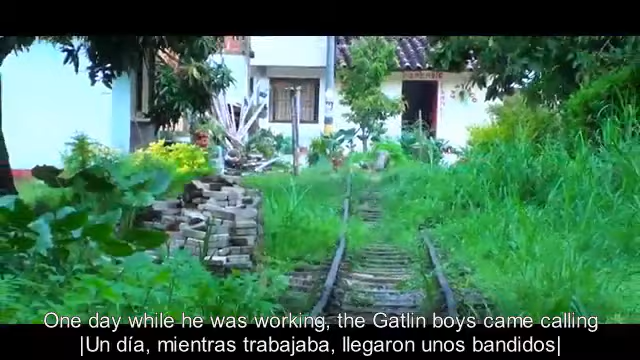 One day while he was working, the Gatlin boys came calling
|Un día, mientras trabajaba, llegaron unos bandidos|